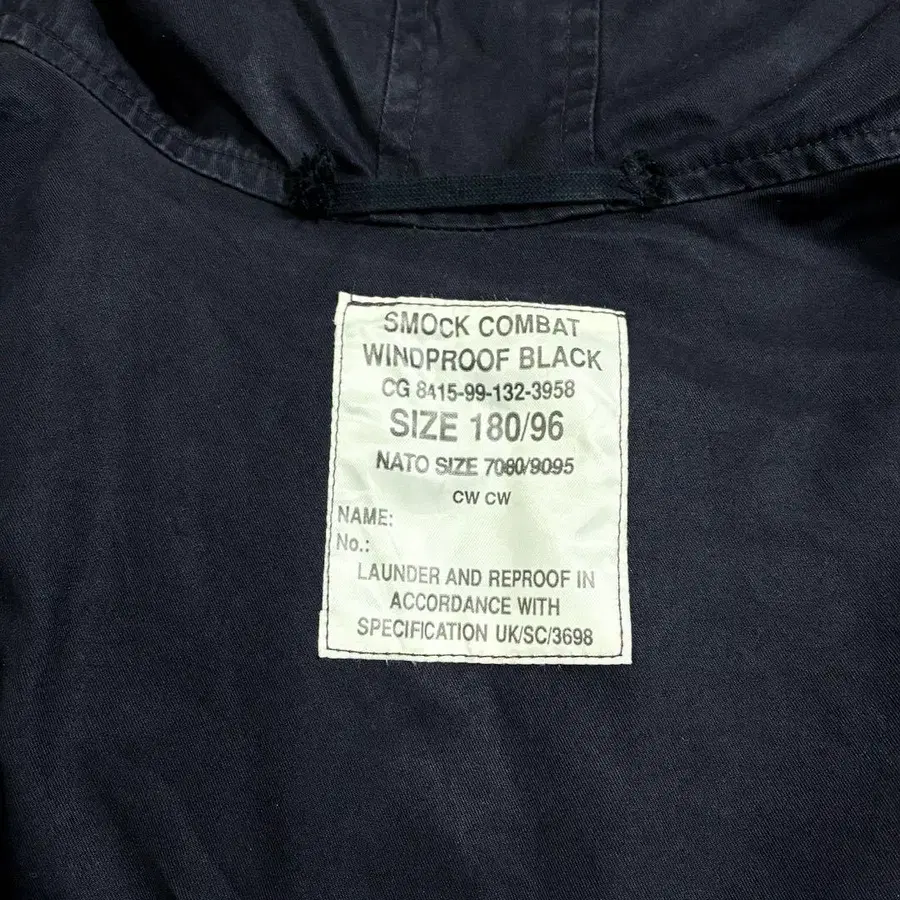 SMOCK COMBAT
WINDPROOF BLACK
CG 8415-99-132-3958
SIZE 180/96
NATO SIZE 7080/9095
CW CW
NAME:
No.:
LAUNDER AND REPROOF IN
ACCORDANCE WITH
SPECIFICATION UK/SC/3698